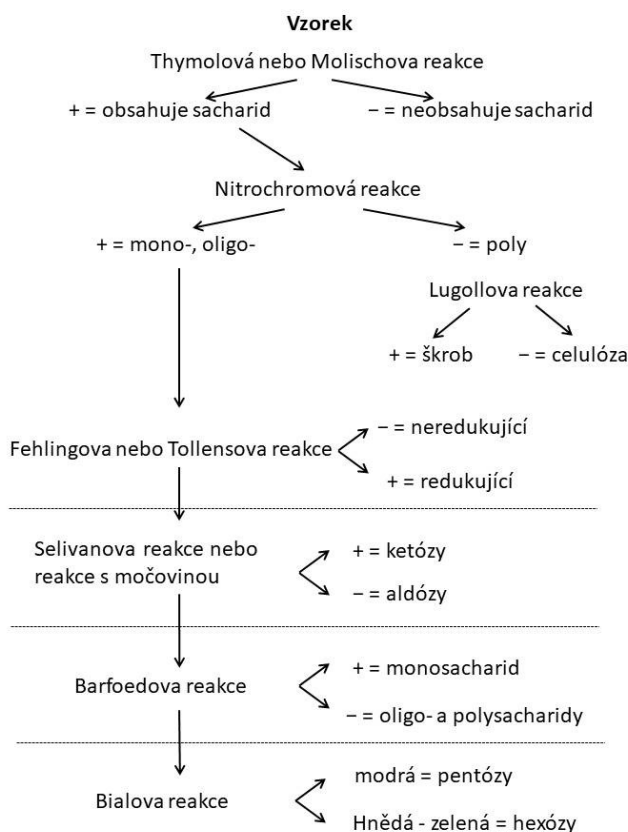 Vzorek
Thymolová nebo Molischova reakce
+ = obsahuje sacharid
− = neobsahuje sacharid
Nitrochromová reakce
+ = mono-, oligo-
− = poly
Lugollova reakce
+ = škrob
− = celulóza
Fehlingova nebo Tollensova reakce
− = neredukující
+ = redukující
Selivanova reakce nebo
reakce s močovinou
+ = ketózy
− = aldózy
Barfoedova reakce
+ = monosacharid
− = oligo- a polysacharidy
Bialova reakce
modrá = pentózy
Hnědá - zelená = hexózy